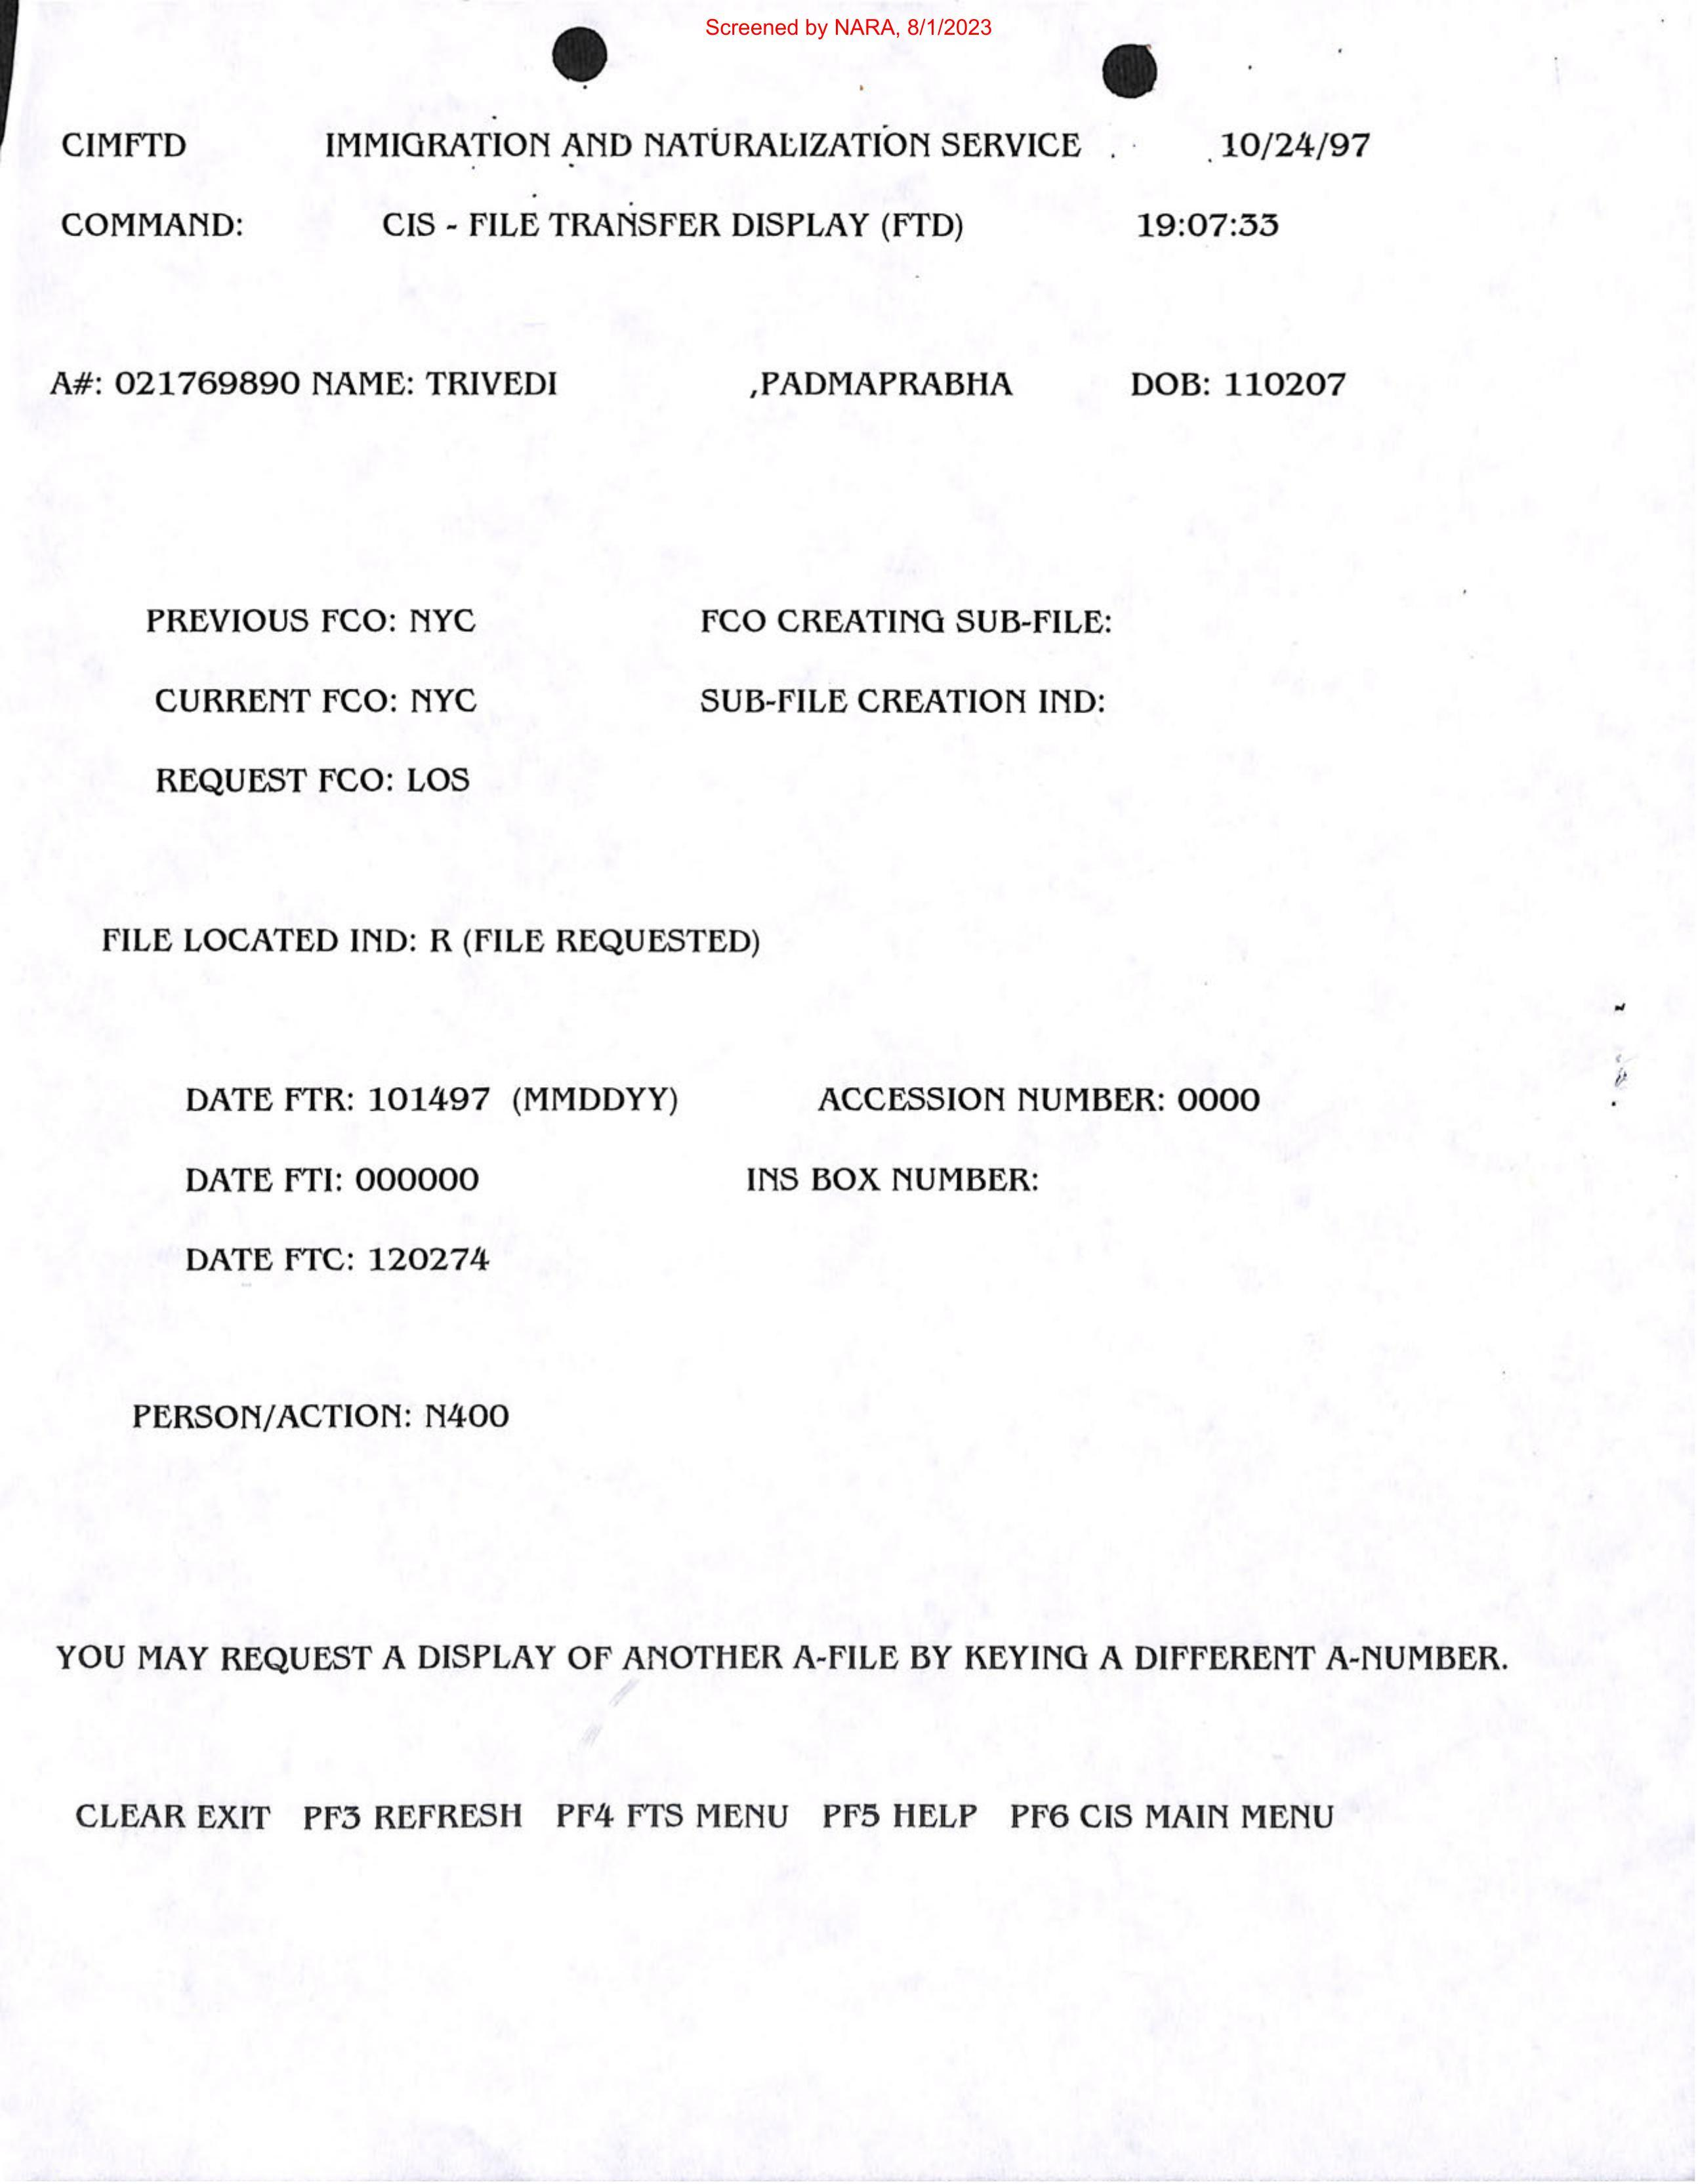 Screened by NARA, 8/1/2023
CIMFTD IMMIGRATION AND NATURALIZATION SERVICE 10/24/97
COMMAND: CIS - FILE TRANSFER DISPLAY (FTD) 19:07:33
A#: 021769890 NAME: TRIVEDI ,PADMAPRABHA DOB: 110207
PREVIOUS FCO: NYC FCO CREATING SUB-FILE:
CURRENT FCO: NYC SUB-FILE CREATION IND:
REQUEST FCO: LOS
FILE LOCATED IND: R (FILE REQUESTED)
DATE FTR: 101497 (MMDDYY) ACCESSION NUMBER: 0000
DATE FTI: 000000 INS BOX NUMBER:
DATE FTC: 120274
PERSON/ACTION: N400
YOU MAY REQUEST A DISPLAY OF ANOTHER A-FILE BY KEYING A DIFFERENT A-NUMBER.
CLEAR EXIT PF3 REFRESH PF4 FTS MENU PF5 HELP PF6 CIS MAIN MENU